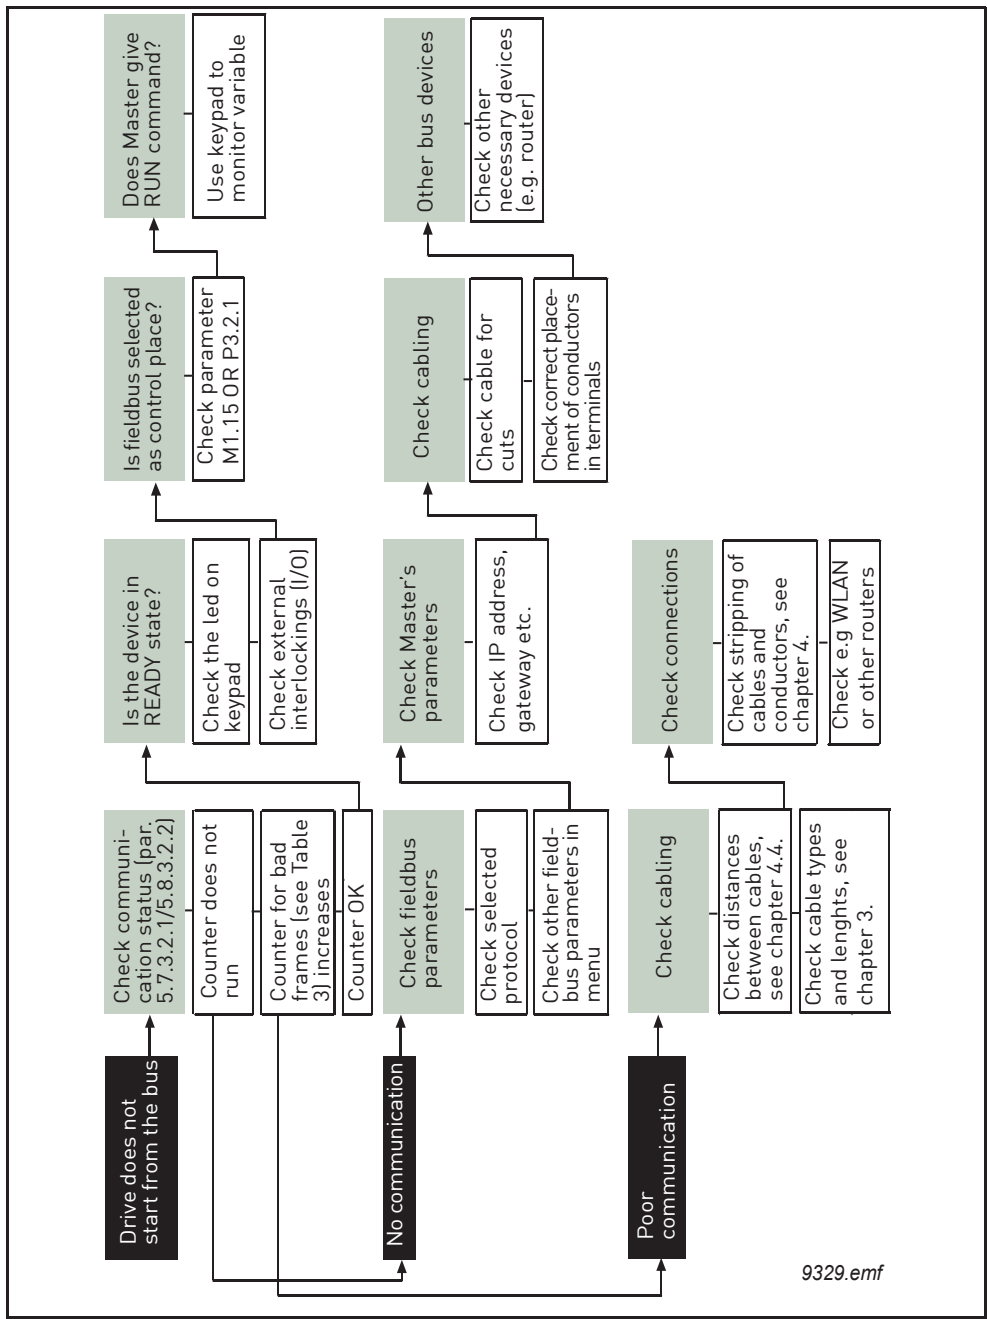 Drive does not
start from the bus
Check communi-
cation status (par.
5.7.3.2.1/5.8.3.2.2)
Counter does not
run
Counter for bad
frames (see Table
3) increases
Counter OK
Is the device in
READY state?
Check the led on
keypad
Check external
interlockings (I/O)
Is fieldbus selected
as control place?
Check parameter
M1.15 OR P3.2.1
Does Master give
RUN command?
Use keypad to
monitor variable
No communication
Check fieldbus
parameters
Check selected
protocol
Check other field-
bus parameters in
menu
Check Master's
parameters
Check IP address,
gateway etc.
Check cabling
Check cable for
cuts
Check correct place-
ment of conductors
in terminals
Other bus devices
Check other
necessary devices
(e.g. router)
Poor
communication
Check cabling
Check distances
between cables,
see chapter 4.4.
Check cable types
and lenghts, see
chapter 3.
Check connections
Check stripping of
cables and
conductors, see
chapter 4.
Check e.g WLAN
or other routers
9329.emf